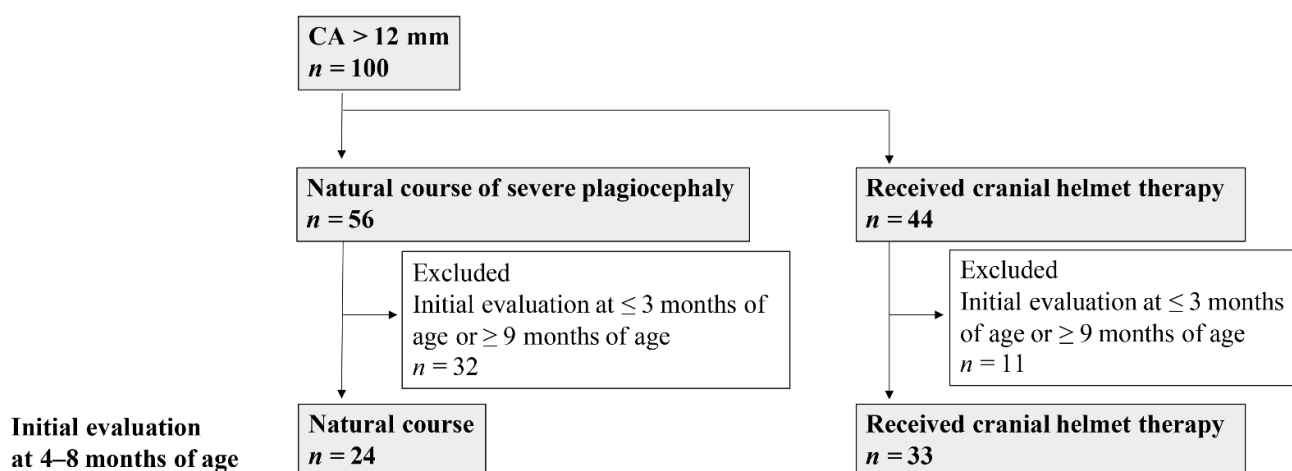 CA > 12 mm
n = 100
Natural course of severe plagiocephaly
n = 56
Received cranial helmet therapy
n = 44
Excluded
Initial evaluation at ≤ 3 months of
age or ≥ 9 months of age
n = 32
Excluded
Initial evaluation at ≤ 3 months
of age or ≥ 9 months of age
n = 11
Initial evaluation
at 4–8 months of age
Natural course
n = 24
Received cranial helmet therapy
n = 33